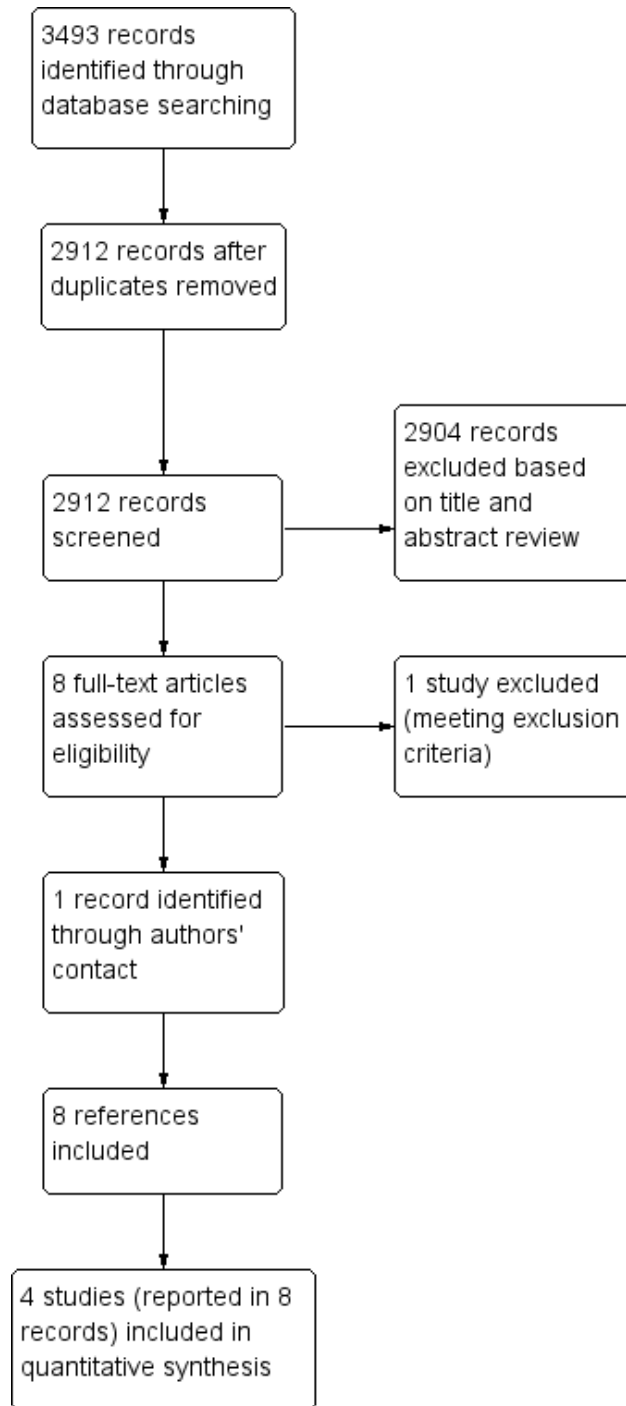 3493 records
identified through
database searching
2912 records after
duplicates removed
2912 records
screened
2904 records
excluded based
on title and
abstract review
8 full-text articles
assessed for
eligibility
1 study excluded
(meeting exclusion
criteria)
1 record identified
through authors'
contact
8 references
included
4 studies (reported in 8
records) included in
quantitative synthesis